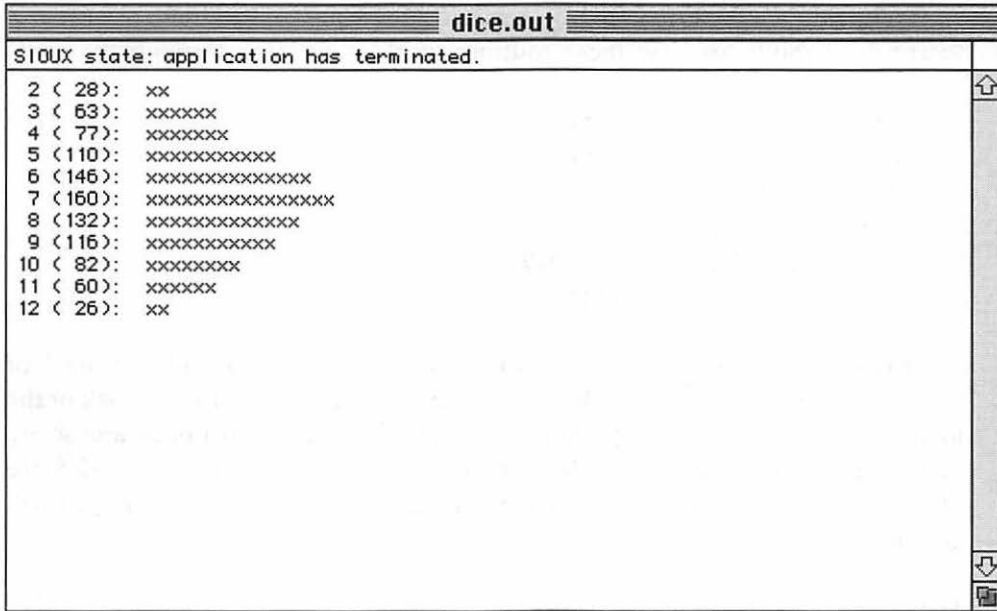 dice.out
SIOUX state: application has terminated.
2 ( 28): xx
3 ( 63): xxxxxx
4 ( 77): xxxxxxx
5 (110): xxxxxxxxxxx
6 (146): xxxxxxxxxxxxxx
7 (160): xxxxxxxxxxxxxxxx
8 (132): xxxxxxxxxxxxx
9 (116): xxxxxxxxxxx
10 ( 82): xxxxxxxx
11 ( 60): xxxxxx
12 ( 26): xx